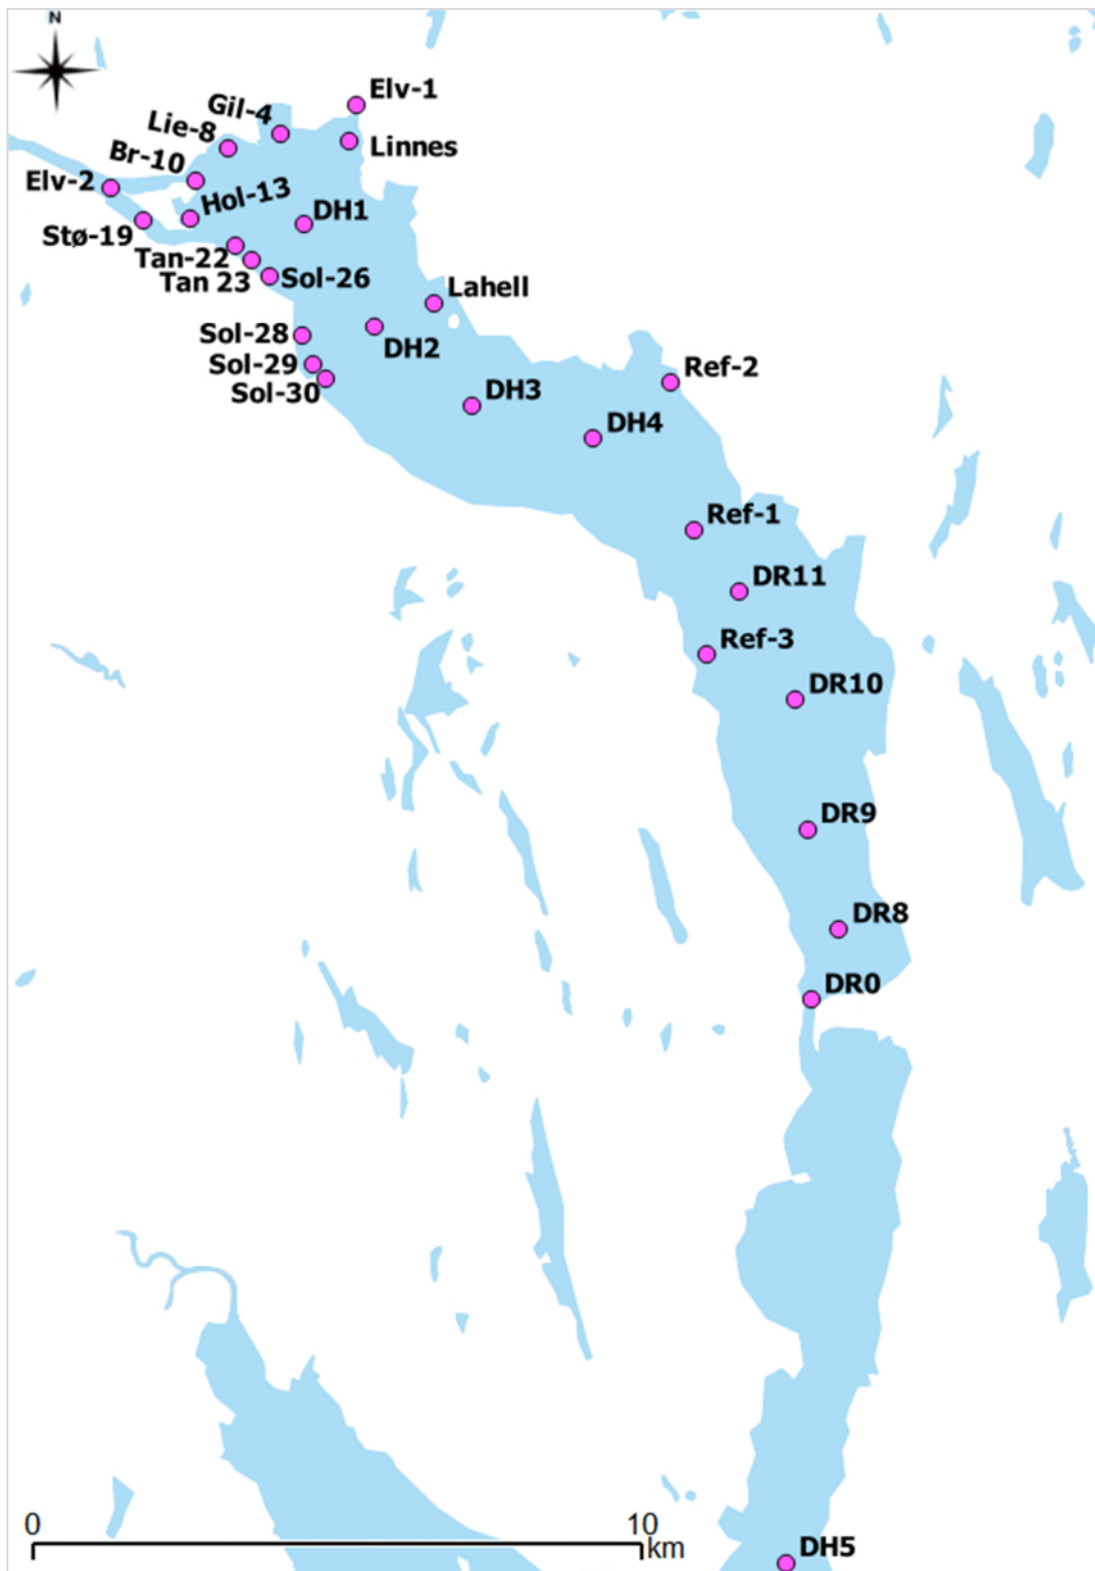 N
Elv-1
Gil-4
Lie-8
Linnes
Br-10
Elv-2
Hol-13
DH1
Stø-19
Tan-22
Tan 23
Sol-26
Lahell
Sol-28
DH2
Sol-29
Ref-2
Sol-30
DH3
DH4
Ref-1
DR11
Ref-3
DR10
DR9
DR8
DR0
0
10
km
DH5